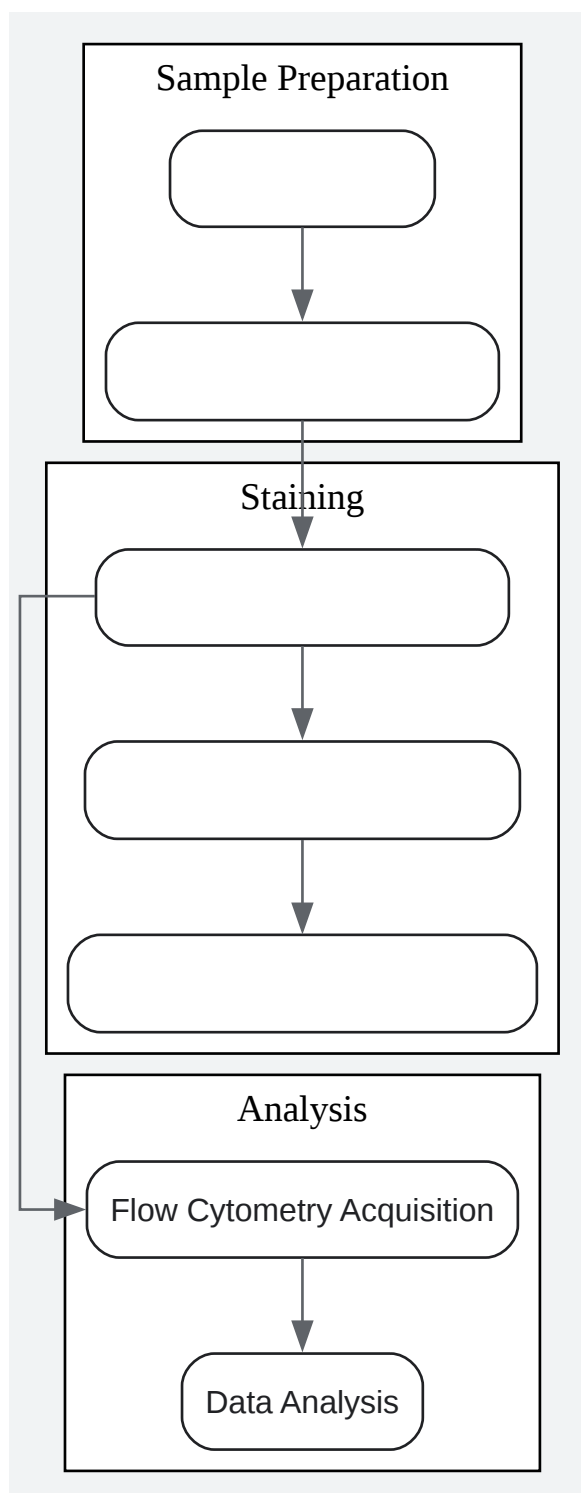 Sample Preparation
Staining
Analysis
Flow Cytometry Acquisition
Data Analysis